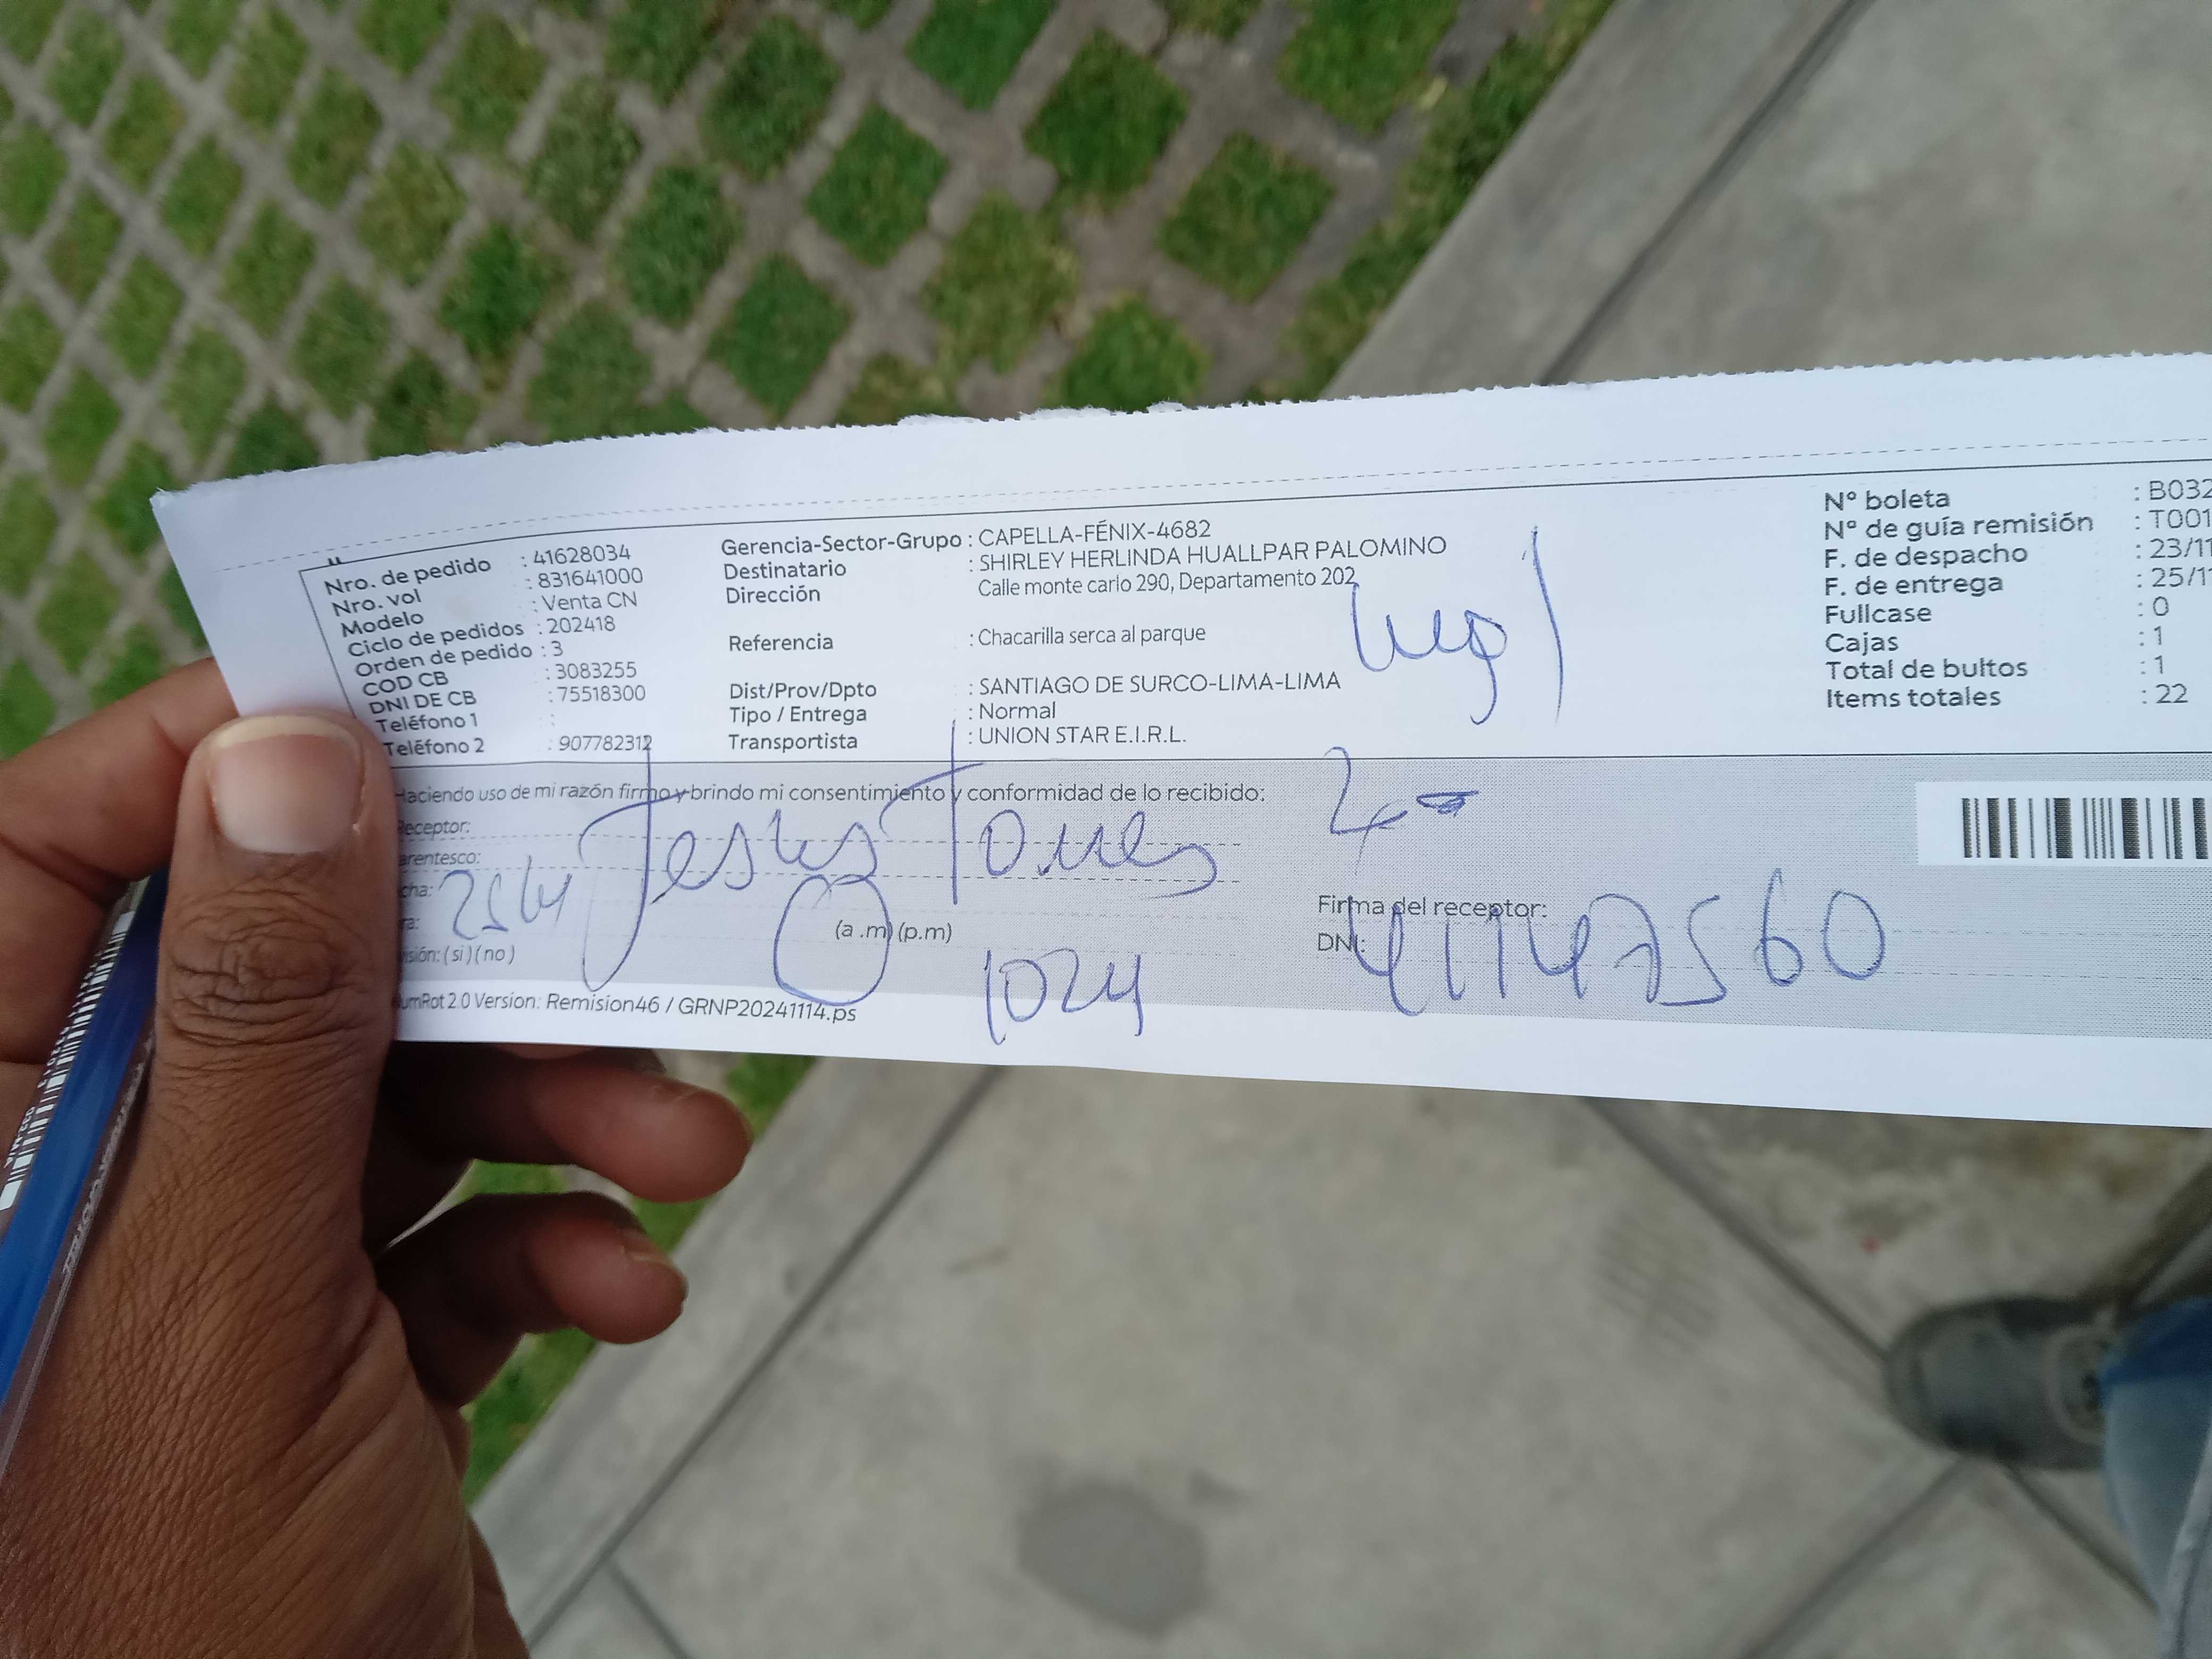 Nro. de pedido : 41628034
Nro. vol : 831641000
Modelo : Venta CN
Ciclo de pedidos : 202418
Orden de pedido : 3
COD CB : 3083255
DNI DE CB : 75518300
Teléfono 1 :
Teléfono 2 : 907782312
Gerencia-Sector-Grupo : CAPELLA-FÉNIX-4682
Destinatario : SHIRLEY HERLINDA HUALLPAR PALOMINO
Dirección Calle monte carlo 290, Departamento 202
Referencia : Chacarilla serca al parque
Dist/Prov/Dpto : SANTIAGO DE SURCO-LIMA-LIMA
Tipo / Entrega : Normal
Transportista : UNION STAR E.I.R.L.
N° boleta : B032
N° de guía remisión : T001
F. de despacho : 23/11
F. de entrega : 25/11
Fullcase : 0
Cajas : 1
Total de bultos : 1
Items totales : 22
Haciendo uso de mi razón firmo y brindo mi consentimiento y conformidad de lo recibido:
Receptor: Jesus Torres
arentesco:
cha:
ra: (a .m) (p.m)
1024
isión: ( si ) ( no )
Firma del receptor:
DNI: 41147560
umRot 2.0 Version: Remision46 / GRNP20241114.ps